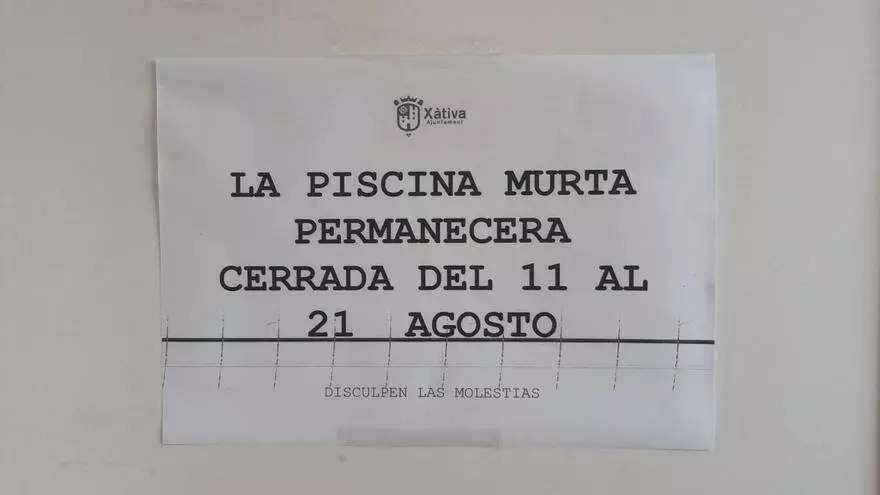 Xàtiva
Ajuntament
LA PISCINA MURTA
PERMANECERA
CERRADA DEL 11 AL
21 AGOSTO
DISCULPEN LAS MOLESTIAS